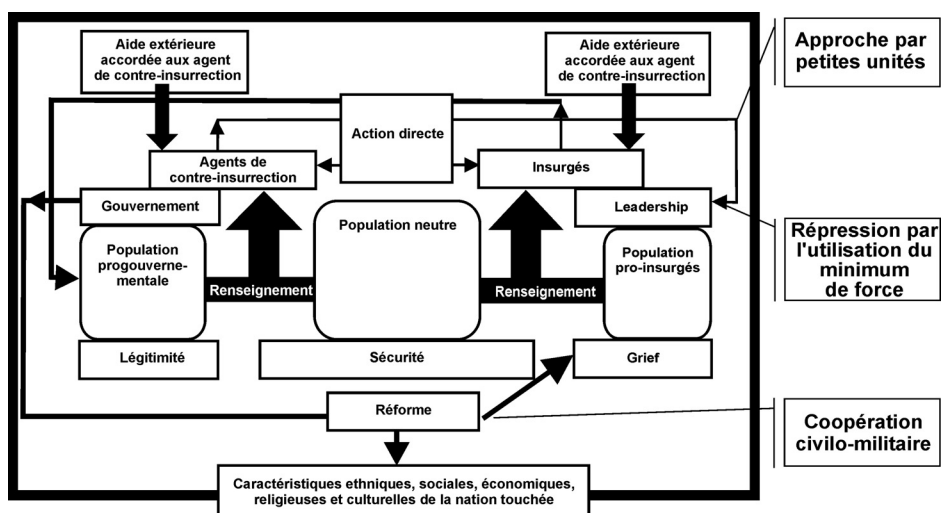 Aide extérieure
accordée aux agent
de contre-insurrection
Aide extérieure
accordée aux agent
de contre-insurrection
Approche par
petites unités
Action directe
Agents de
contre-insurrection
Insurgés
Gouvernement
Leadership
Population
progouverne-
mentale
Population neutre
Population
pro-insurgés
Répression par
l'utilisation du
minimum
de force
Renseignement
Renseignement
Légitimité
Sécurité
Grief
Réforme
Coopération
civilo-militaire
Caractéristiques ethniques, sociales, économiques,
religieuses et culturelles de la nation touchée